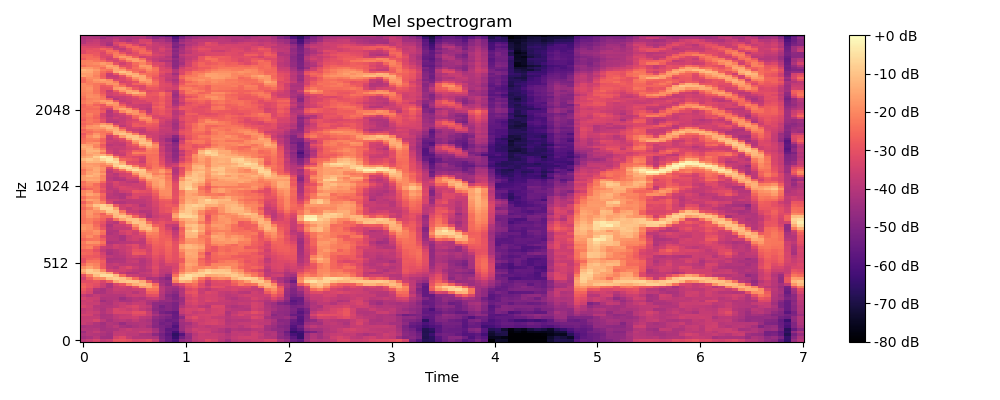 Mel spectrogram
Hz
2048
1024
512
0
0 1 2 3 4 5 6 7
Time
+0 dB
-10 dB
-20 dB
-30 dB
-40 dB
-50 dB
-60 dB
-70 dB
-80 dB